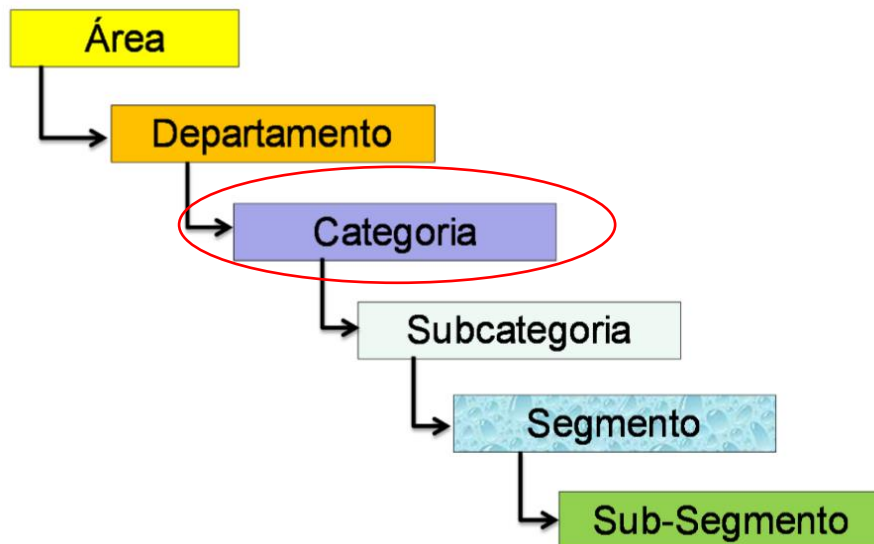 Área
Departamento
Categoria
Subcategoria
Segmento
Sub-Segmento